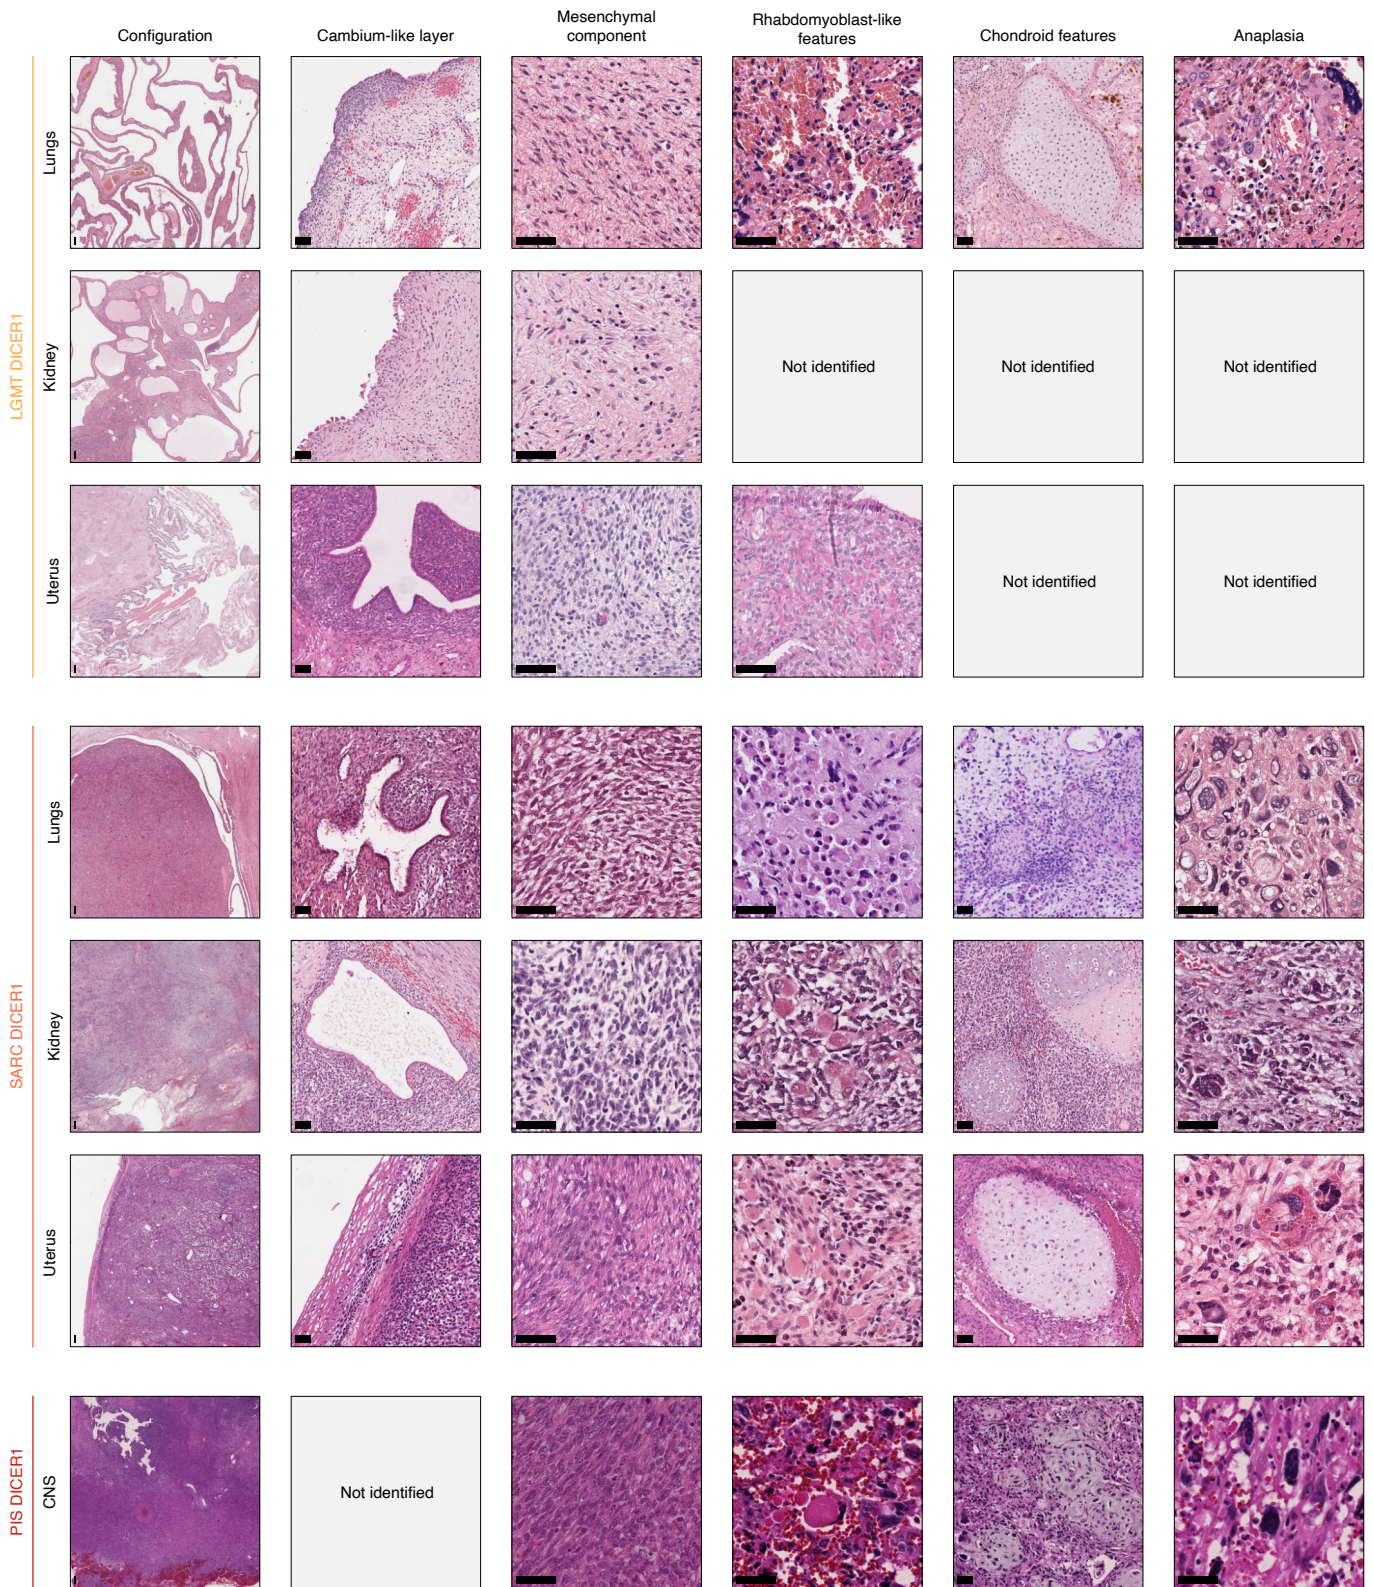 Configuration
Cambium-like layer
Mesenchymal
component
Rhabdomyoblast-like
features
Chondroid features
Anaplasia
LGMT DICER1
Lungs
Kidney
Not identified
Not identified
Not identified
Uterus
Not identified
Not identified
SARC DICER1
Lungs
Kidney
Uterus
PIS DICER1
CNS
Not identified